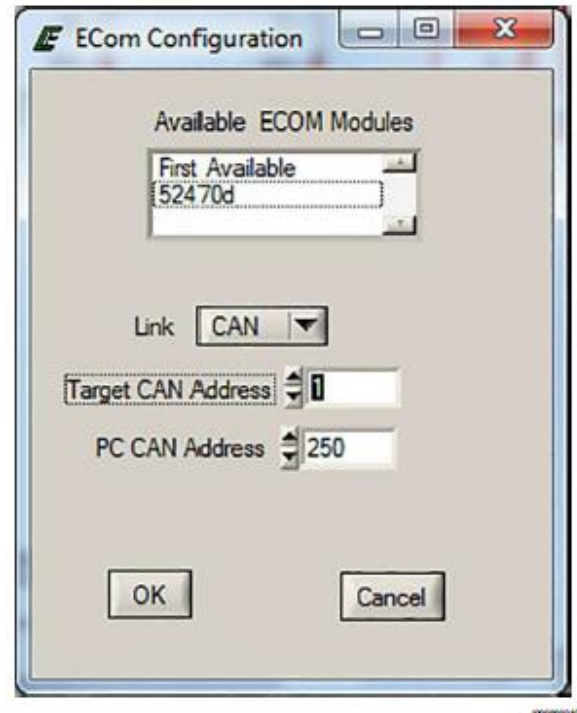 ECom Configuration
Available ECOM Modules
First Available
52470d
Link CAN
Target CAN Address 1
PC CAN Address 250
OK Cancel